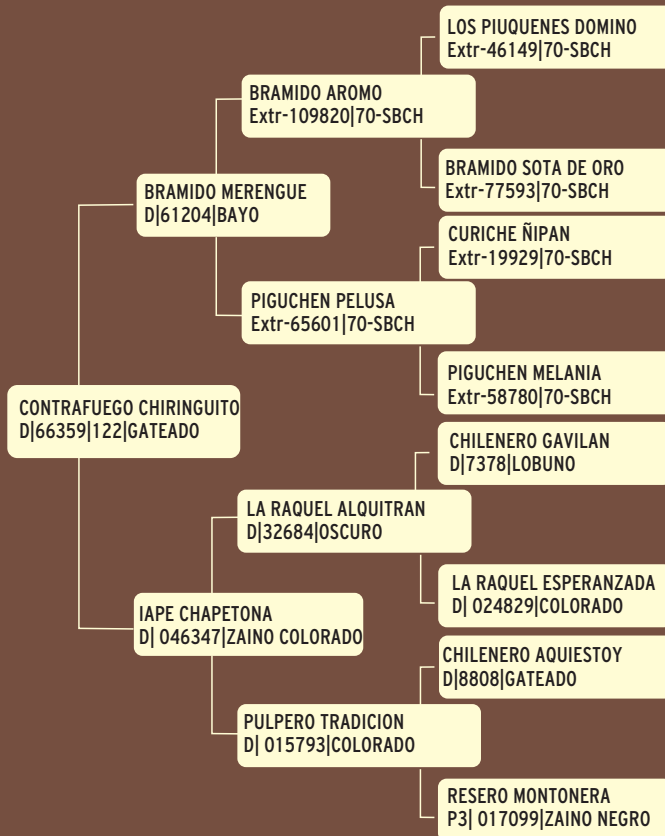 LOS PIUQUENES DOMINO
Extr-46149|70-SBCH
BRAMIDO AROMO
Extr-109820|70-SBCH
BRAMIDO SOTA DE ORO
Extr-77593|70-SBCH
BRAMIDO MERENGUE
D|61204|BAYO
CURICHE ÑIPAN
Extr-19929|70-SBCH
PIGUCHEN PELUSA
Extr-65601|70-SBCH
PIGUCHEN MELANIA
Extr-58780|70-SBCH
CONTRAFUEGO CHIRINGUITO
D|66359|122|GATEADO
CHILENERO GAVILAN
D|7378|LOBUNO
LA RAQUEL ALQUITRAN
D|32684|OSCURO
LA RAQUEL ESPERANZADA
D| 024829|COLORADO
IAPE CHAPETONA
D| 046347|ZAINO COLORADO
CHILENERO AQUIESTOY
D|8808|GATEADO
PULPERO TRADICION
D| 015793|COLORADO
RESERO MONTONERA
P3| 017099|ZAINO NEGRO